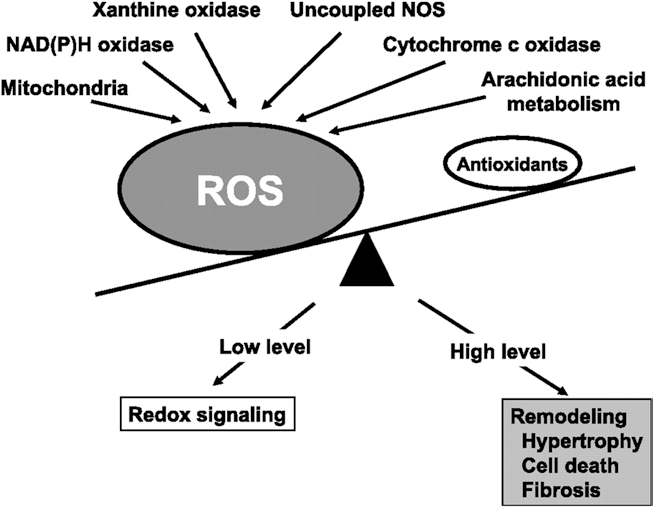 Xanthine oxidase
Uncoupled NOS
NAD(P)H oxidase
Cytochrome c oxidase
Mitochondria
Arachidonic acid
metabolism
ROS
Antioxidants
Low level
High level
Redox signaling
Remodeling
Hypertrophy
Cell death
Fibrosis